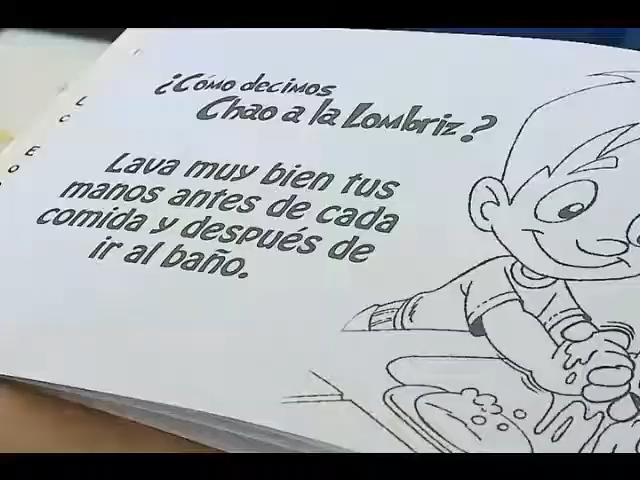 ¿Cómo decimos
Chao a la Lombriz?
Lava muy bien tus
manos antes de cada
comida y después de
ir al baño.